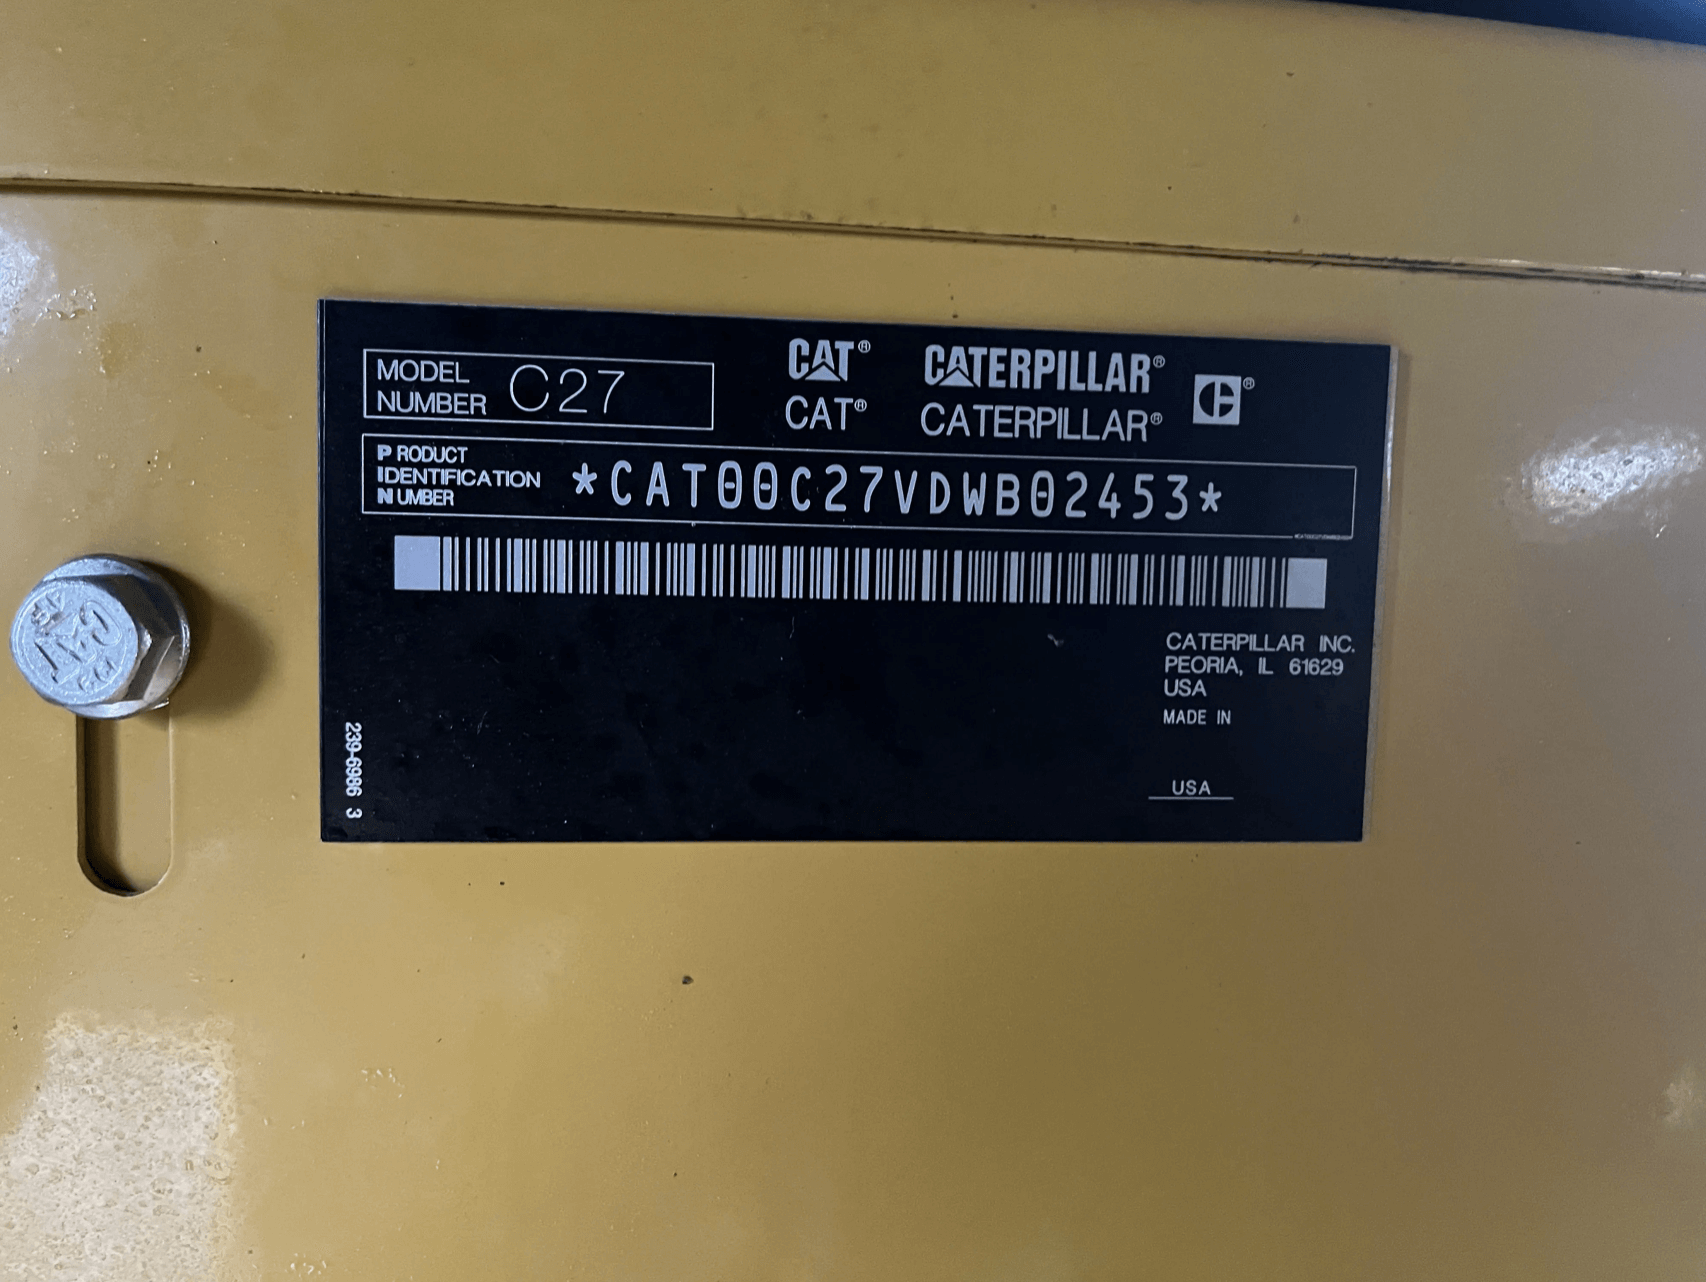 MODEL
NUMBER C27
CAT® CATERPILLAR®
CAT® CATERPILLAR®
PRODUCT
IDENTIFICATION
NUMBER
*CAT00C27VDWB02453*
CATERPILLAR INC.
PEORIA, IL 61629
USA
MADE IN
USA
239-6986 3